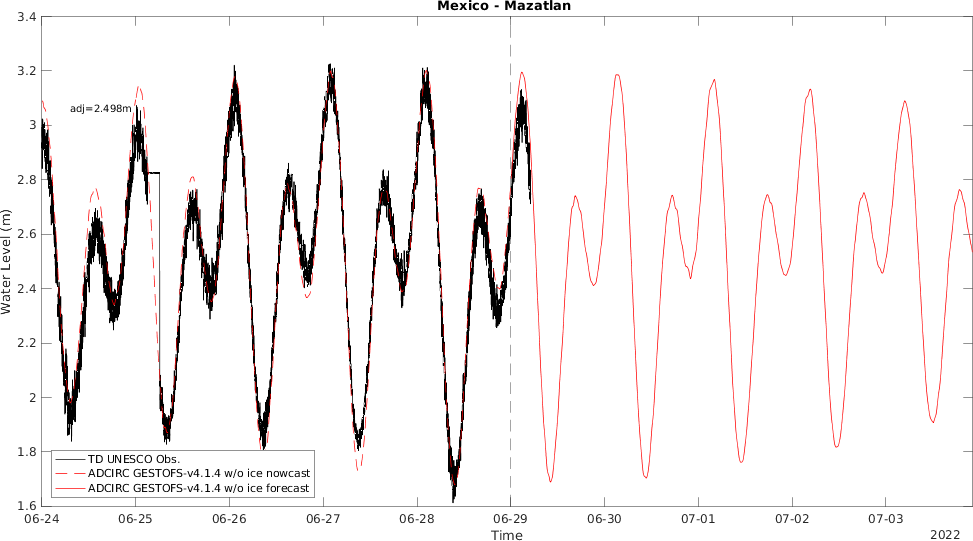 Mexico - Mazatlan
3.4
3.2
3
2.8
2.6
2.4
2.2
2
1.8
1.6
Water Level (m)
adj=2.498m
TD UNESCO Obs.
ADCIRC GESTOFS-v4.1.4 w/o ice nowcast
ADCIRC GESTOFS-v4.1.4 w/o ice forecast
06-24 06-25 06-26 06-27 06-28 06-29 06-30 07-01 07-02 07-03
Time
2022